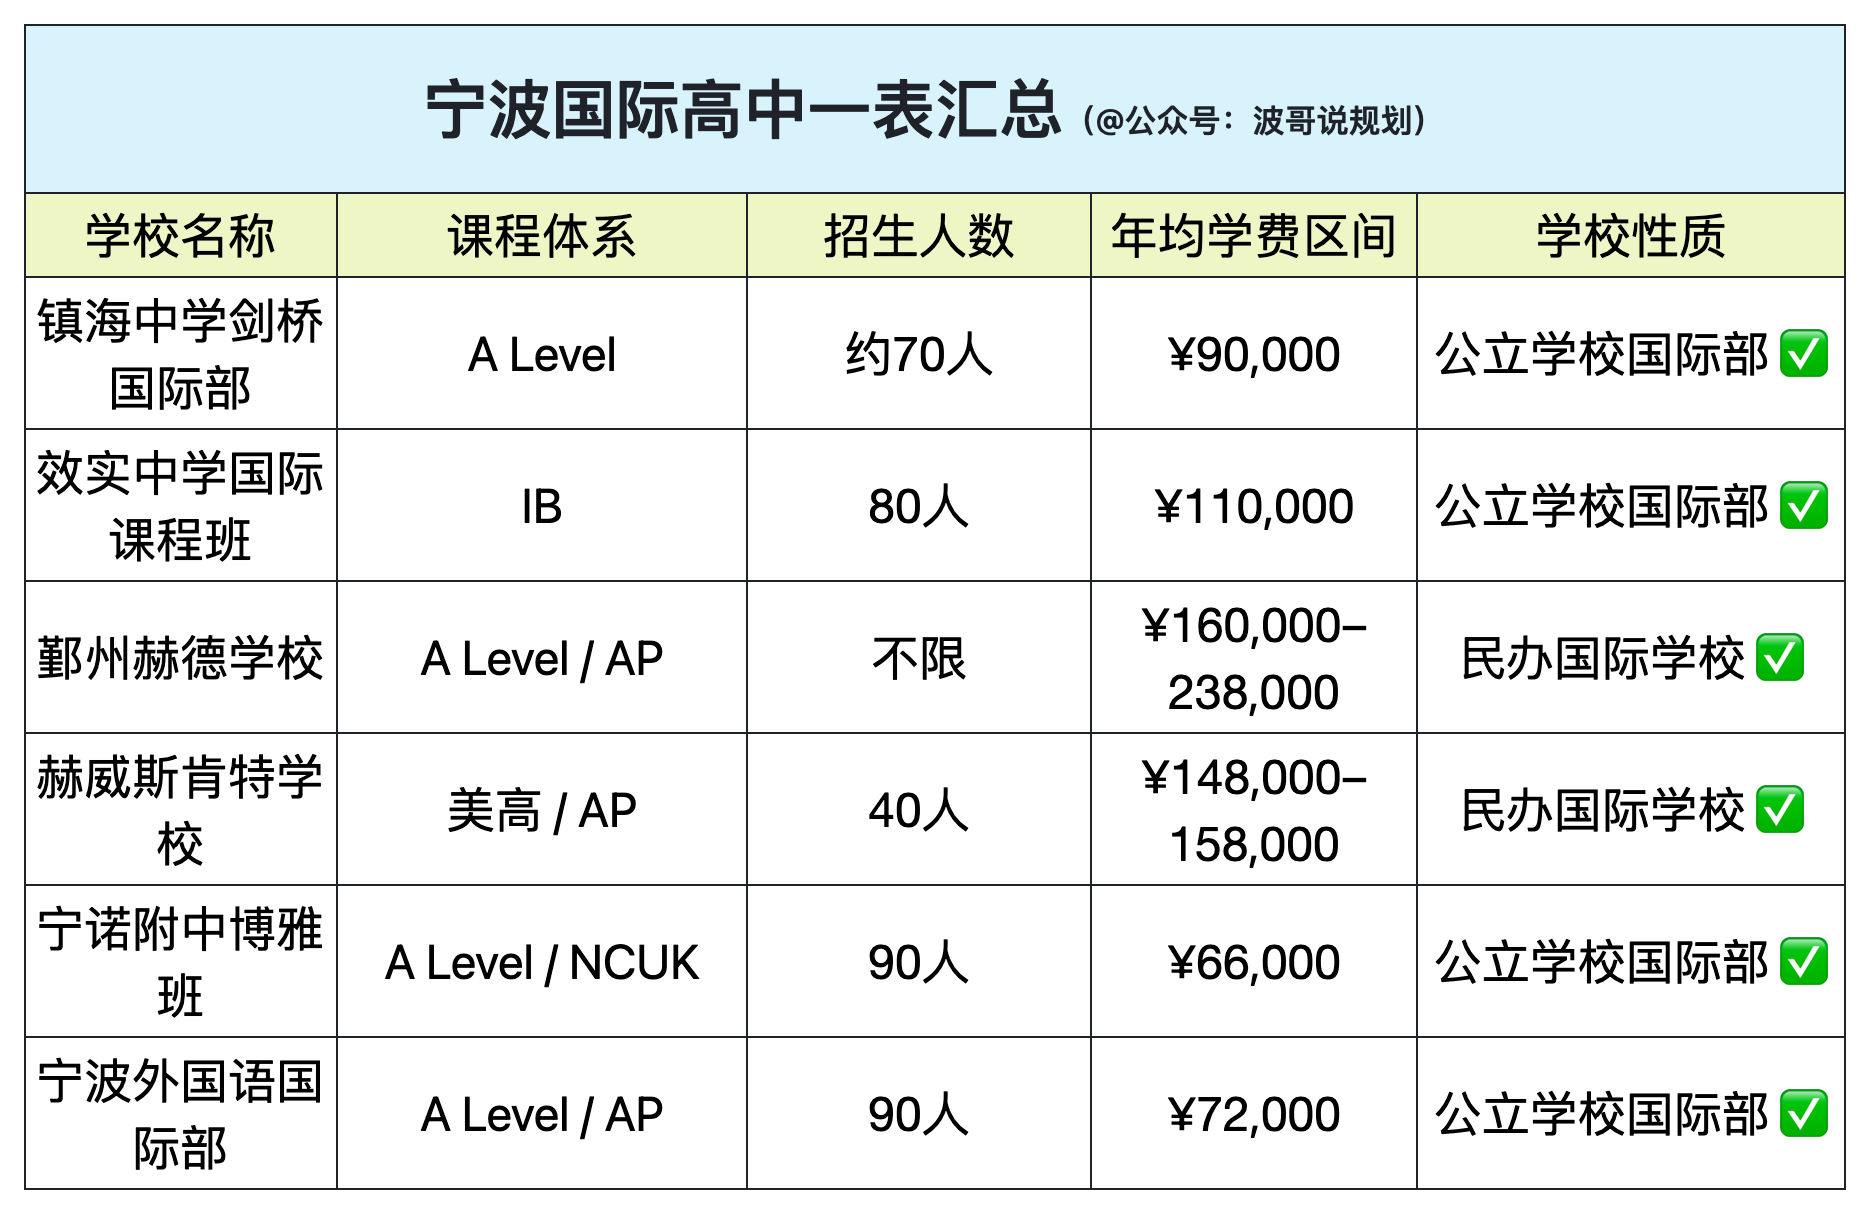 宁波国际高中一表汇总（@公众号：波哥说规划）
学校名称 课程体系 招生人数 年均学费区间 学校性质
镇海中学剑桥
国际部
A Level
约70人
¥90,000
公立学校国际部 ✅
效实中学国际
课程班
IB
80人
¥110,000
公立学校国际部 ✅
鄞州赫德学校
A Level / AP
不限
¥160,000–
238,000
民办国际学校 ✅
赫威斯肯特学
校
美高 / AP
40人
¥148,000–
158,000
民办国际学校 ✅
宁诺附中博雅
班
A Level / NCUK
90人
¥66,000
公立学校国际部 ✅
宁波外国语国
际部
A Level / AP
90人
¥72,000
公立学校国际部 ✅